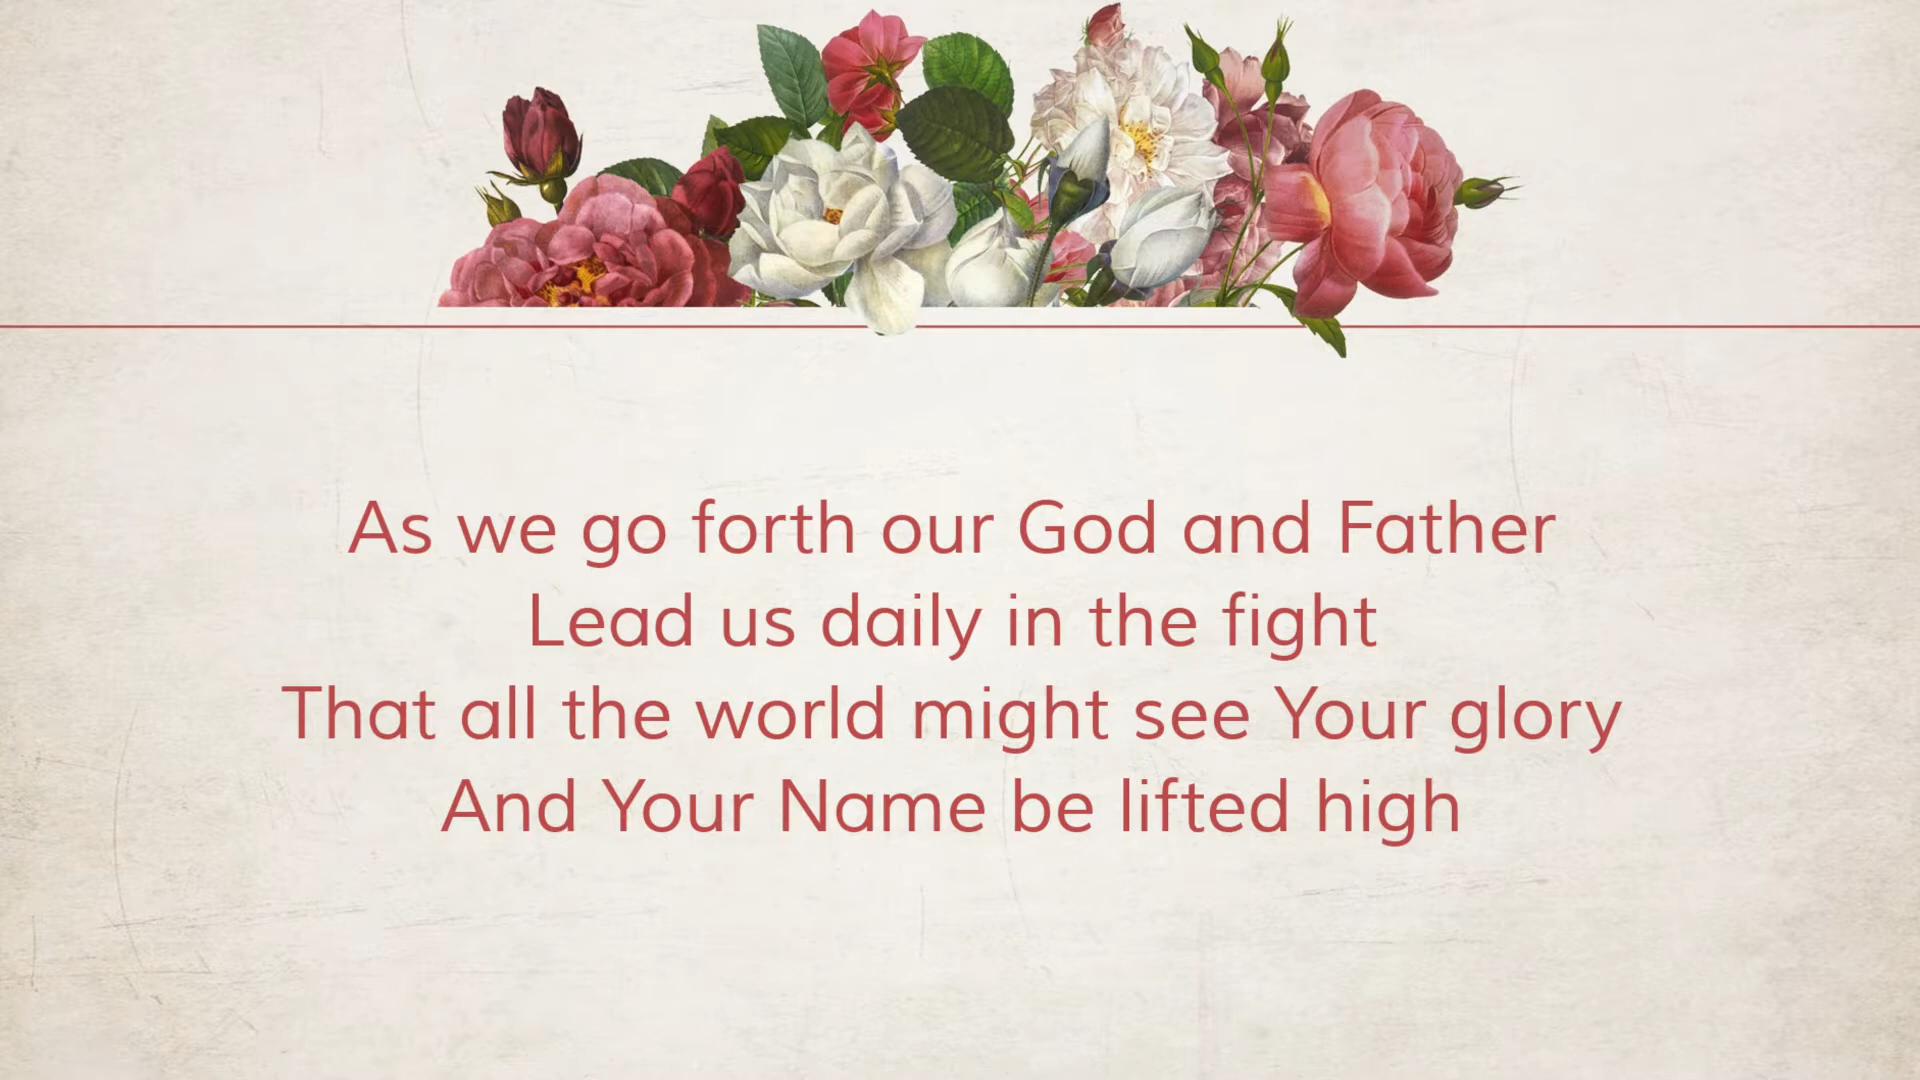 As we go forth our God and Father
Lead us daily in the fight
That all the world might see Your glory
And Your Name be lifted high